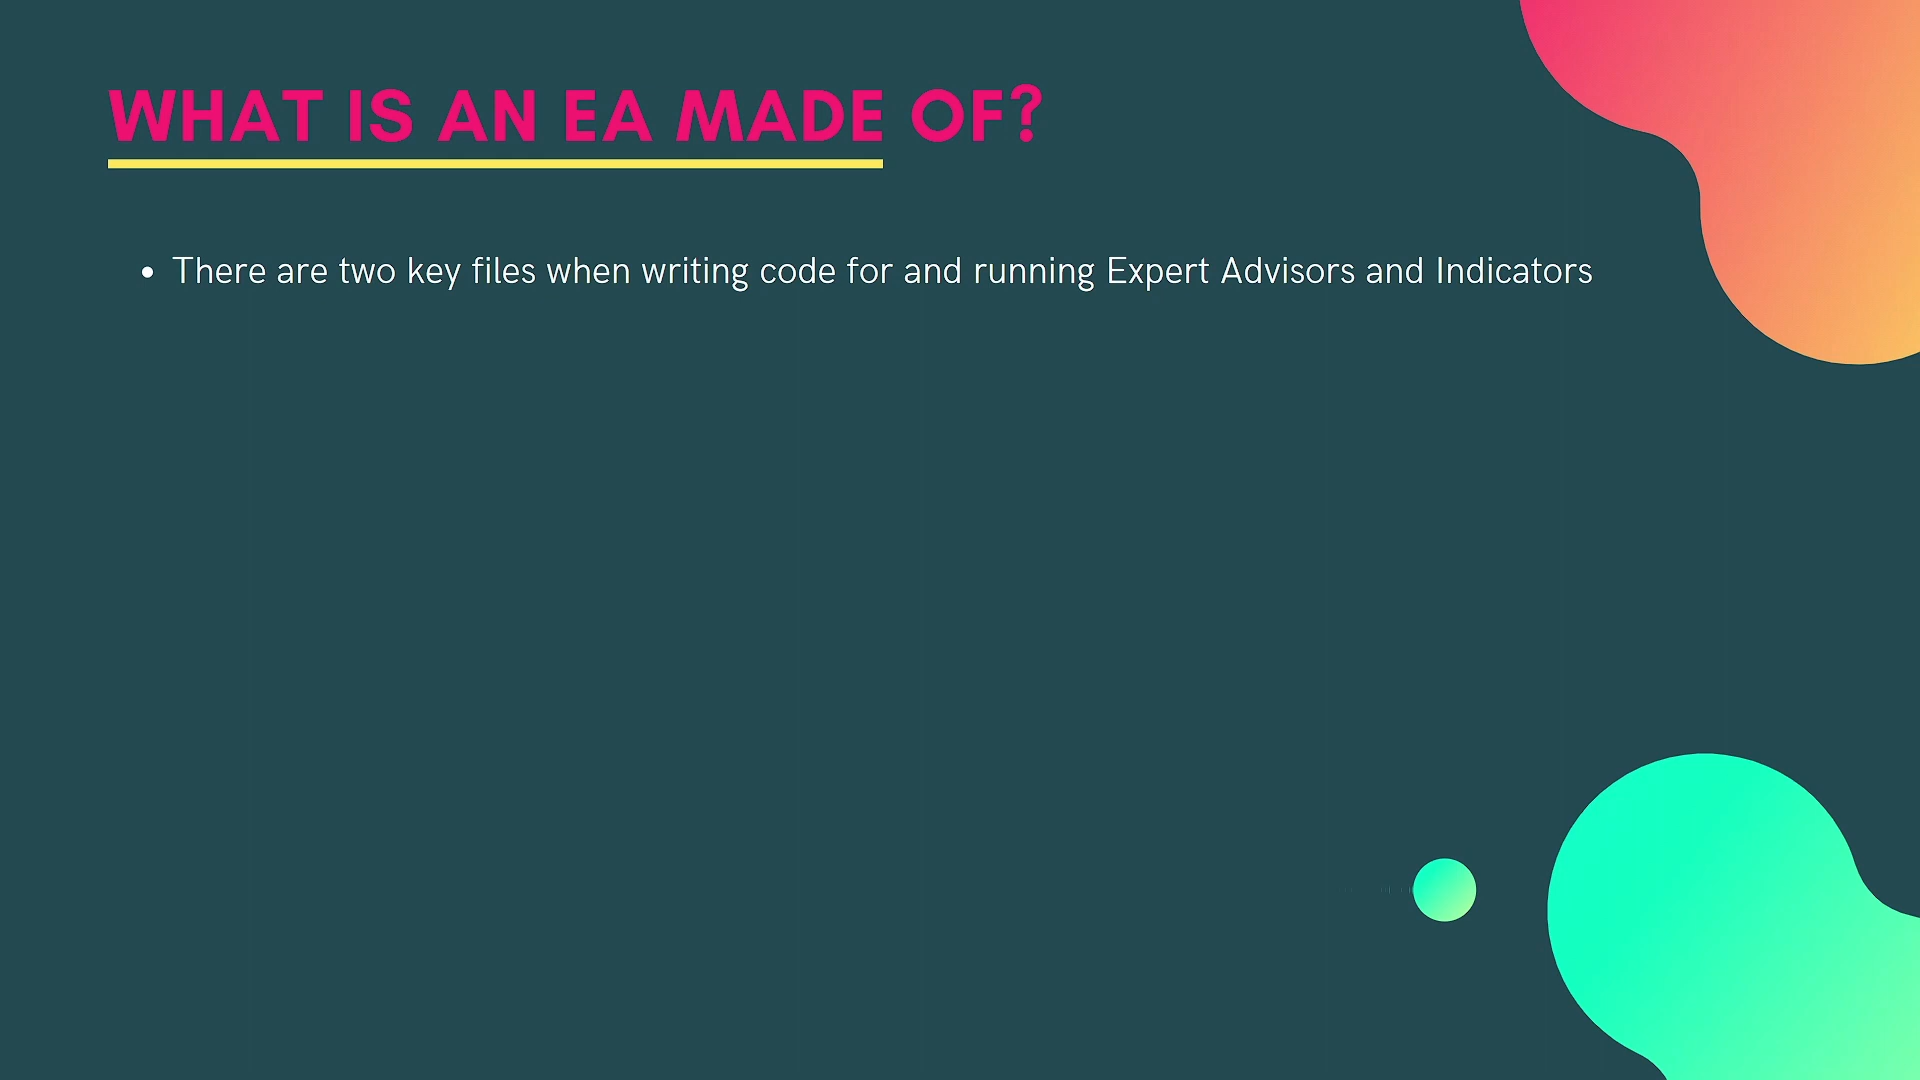 WHAT IS AN EA MADE OF?
• There are two key files when writing code for and running Expert Advisors and Indicators